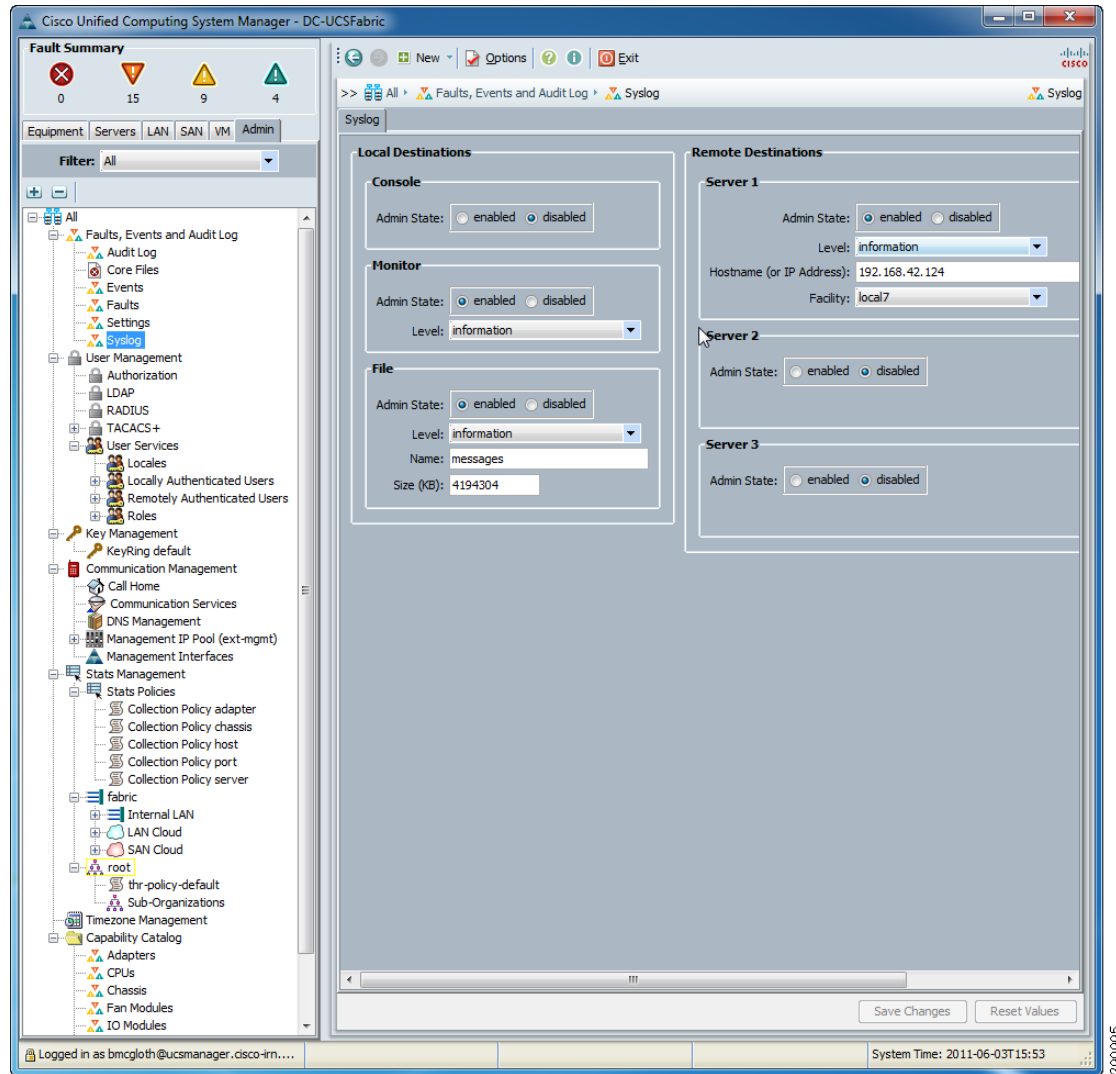 Cisco Unified Computing System Manager - DC-UCSFabric
Fault Summary
0 15 9 4
Equipment Servers LAN SAN VM Admin
Filter: All
All
Faults, Events and Audit Log
Audit Log
Core Files
Events
Faults
Settings
Syslog
User Management
Authorization
LDAP
RADIUS
TACACS+
User Services
Locales
Locally Authenticated Users
Remotely Authenticated Users
Roles
Key Management
KeyRing default
Communication Management
Call Home
Communication Services
DNS Management
Management IP Pool (ext-mgmt)
Management Interfaces
Stats Management
Stats Policies
Collection Policy adapter
Collection Policy chassis
Collection Policy host
Collection Policy port
Collection Policy server
fabric
Internal LAN
LAN Cloud
SAN Cloud
root
thr-policy-default
Sub-Organizations
Timezone Management
Capability Catalog
Adapters
CPUs
Chassis
Fan Modules
IO Modules
New Options Exit
CISCO
>> All Faults, Events and Audit Log Syslog
Syslog
Syslog
Local Destinations
Console
Admin State: enabled disabled
Monitor
Admin State: enabled disabled
Level: information
File
Admin State: enabled disabled
Level: information
Name: messages
Size (KB): 4194304
Remote Destinations
Server 1
Admin State: enabled disabled
Level: information
Hostname (or IP Address): 192.168.42.124
Facility: local7
Server 2
Admin State: enabled disabled
Server 3
Admin State: enabled disabled
Save Changes Reset Values
Logged in as bmcgloth@ucsmanager.cisco-irn....
System Time: 2011-06-03T15:53